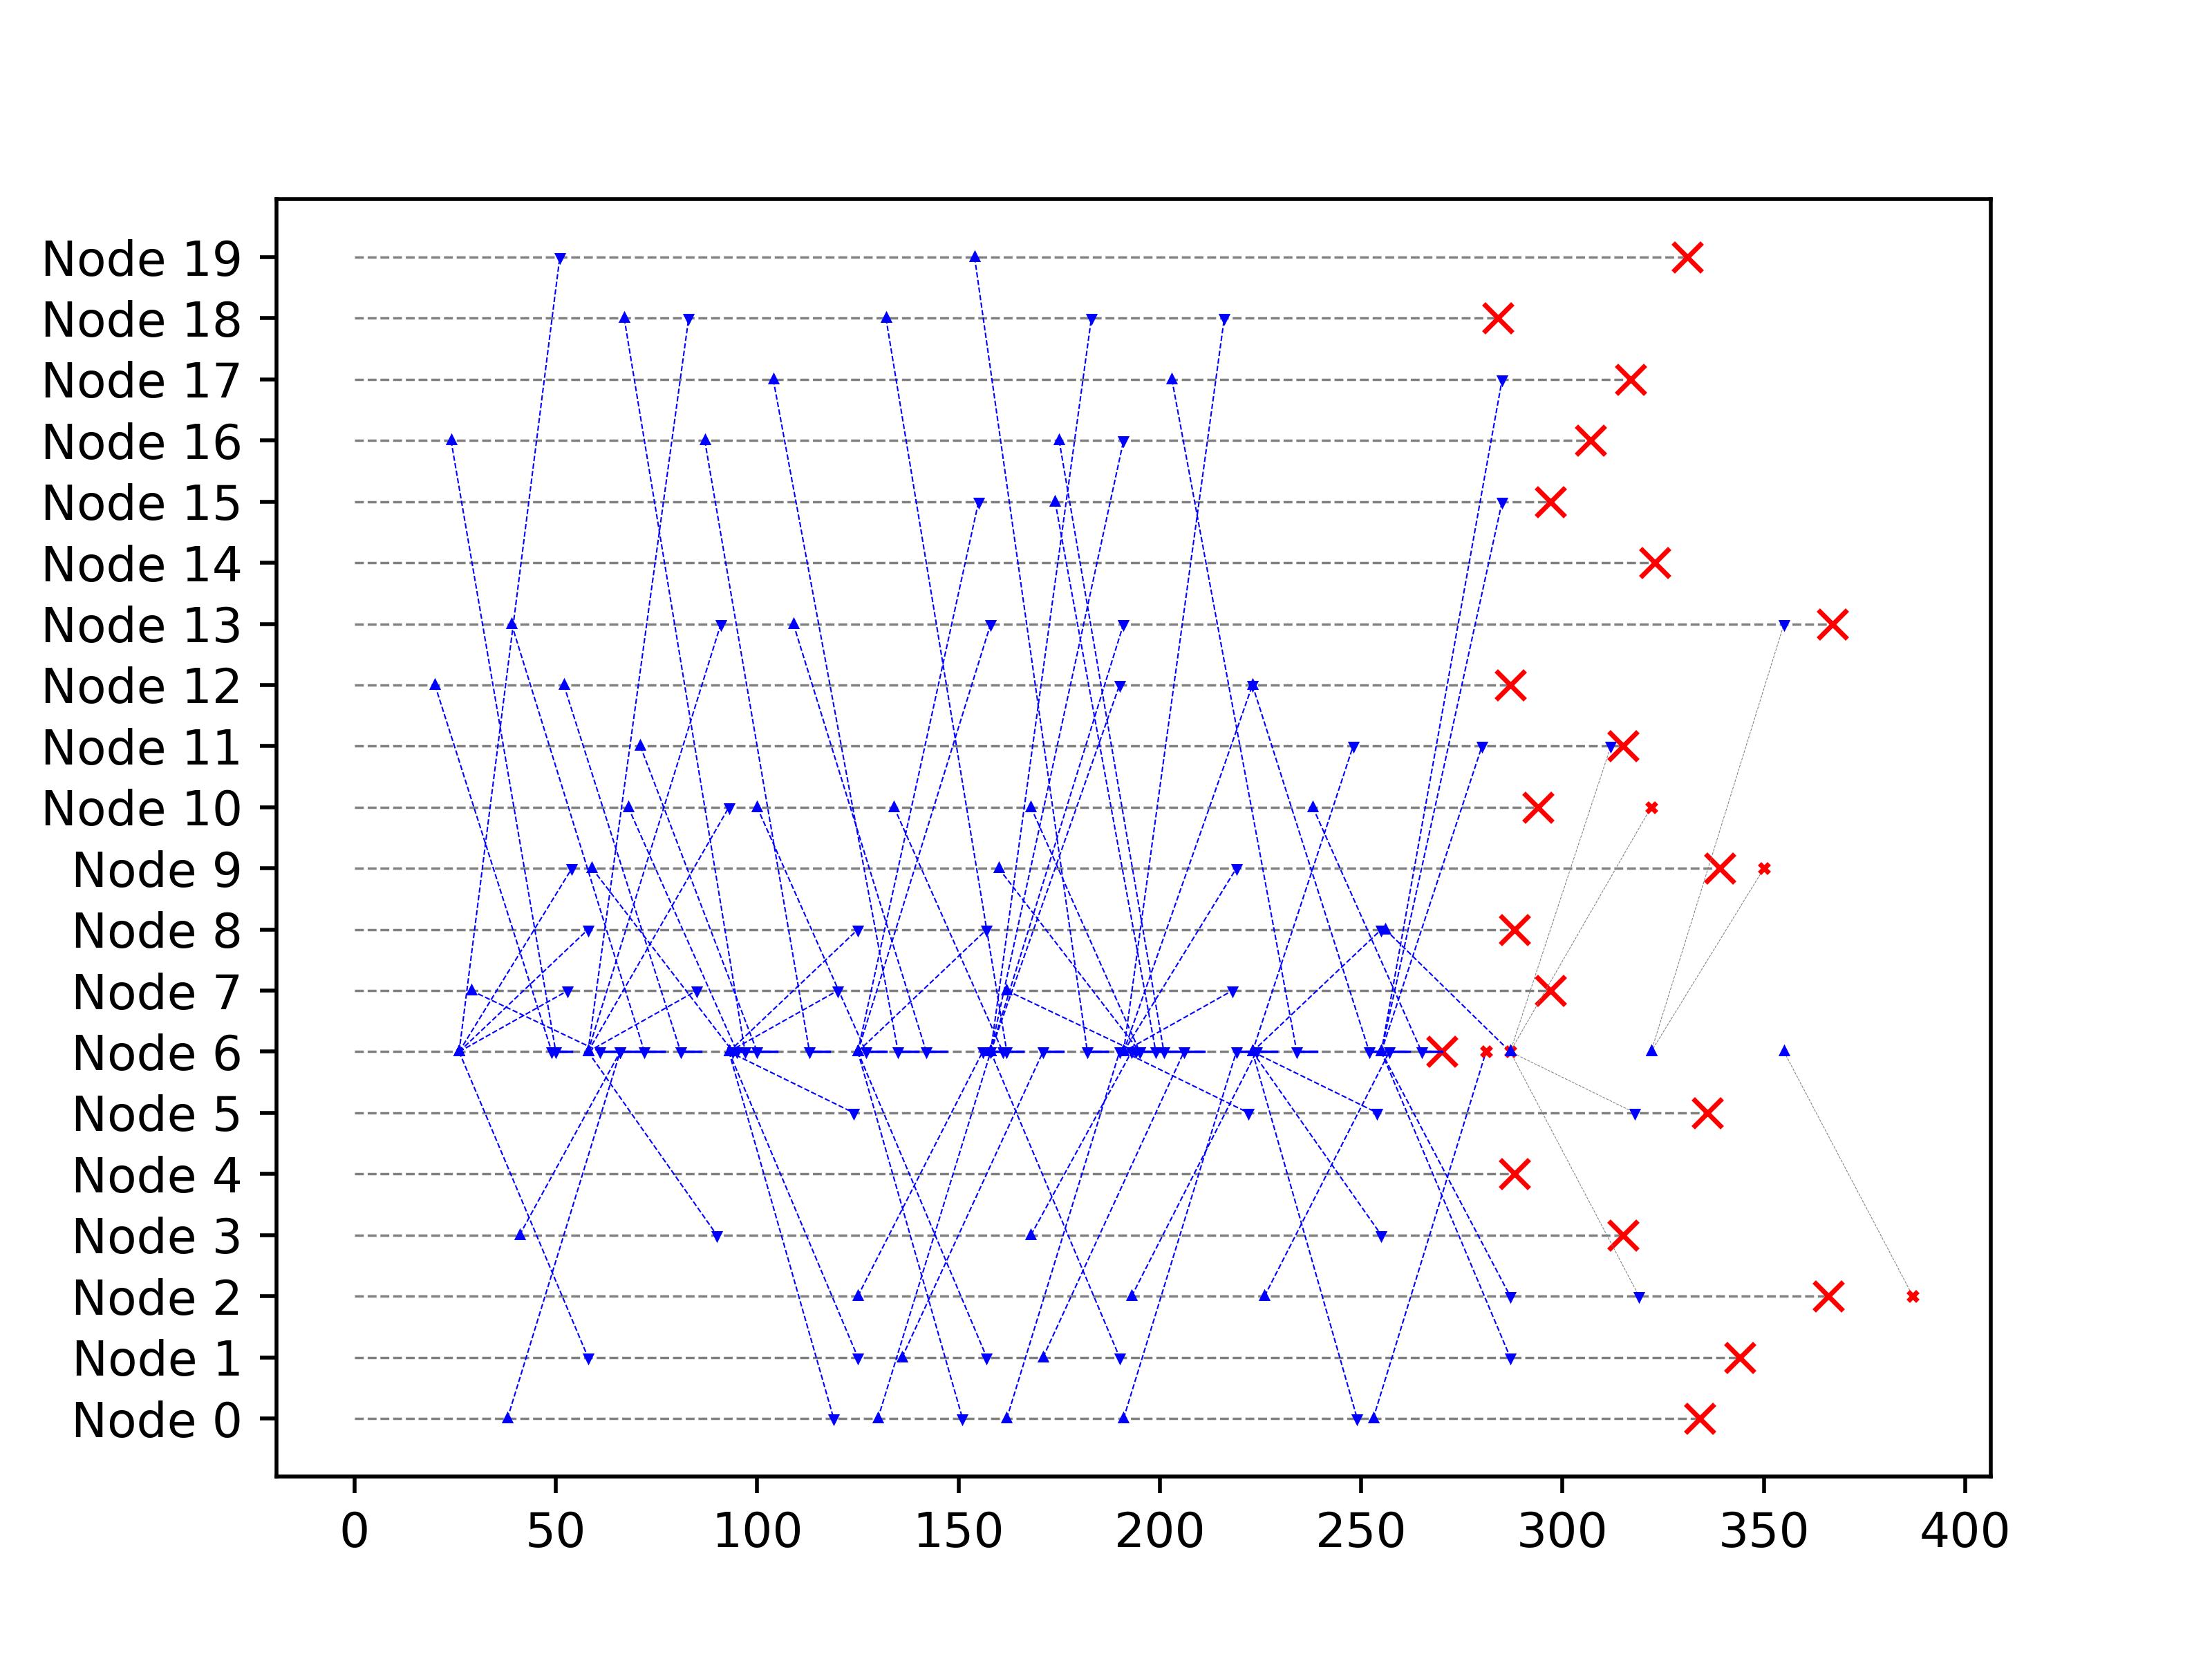 Node 19
Node 18
Node 17
Node 16
Node 15
Node 14
Node 13
Node 12
Node 11
Node 10
Node 9
Node 8
Node 7
Node 6
Node 5
Node 4
Node 3
Node 2
Node 1
Node 0
0 50 100 150 200 250 300 350 400